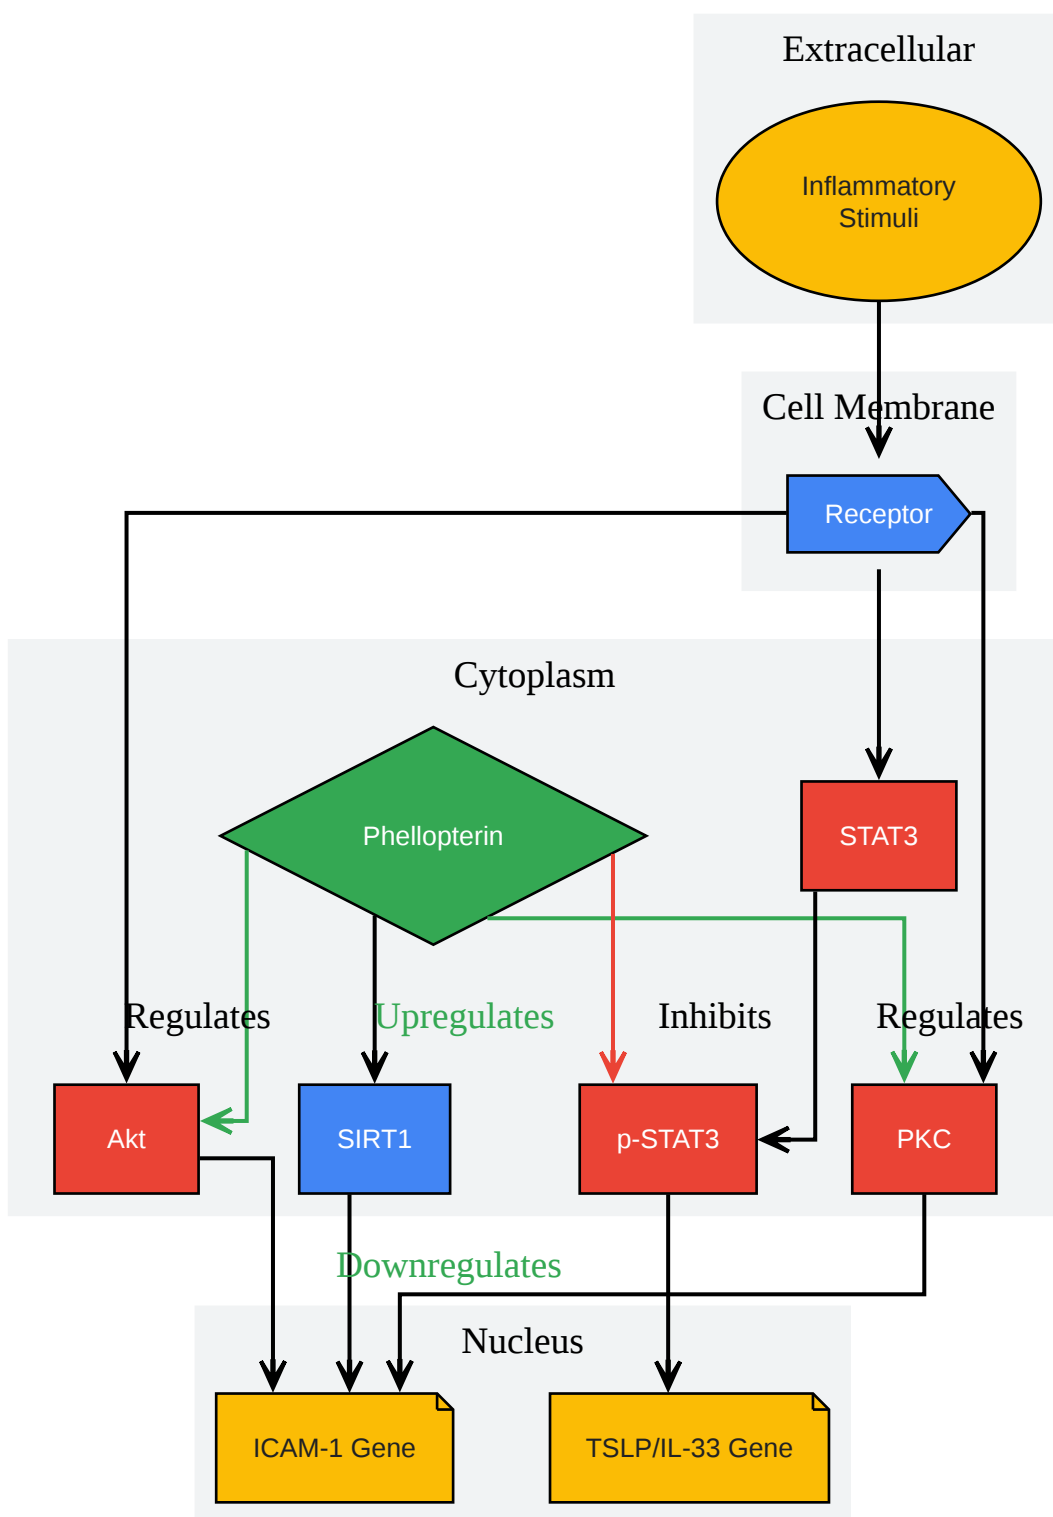 Extracellular
Inflammatory
Stimuli
Cell Membrane
Receptor
Cytoplasm
Phellopterin
STAT3
Regulates
Upregulates
Inhibits
Regulates
Akt
SIRT1
p-STAT3
PKC
Downregulates
Nucleus
ICAM-1 Gene
TSLP/IL-33 Gene